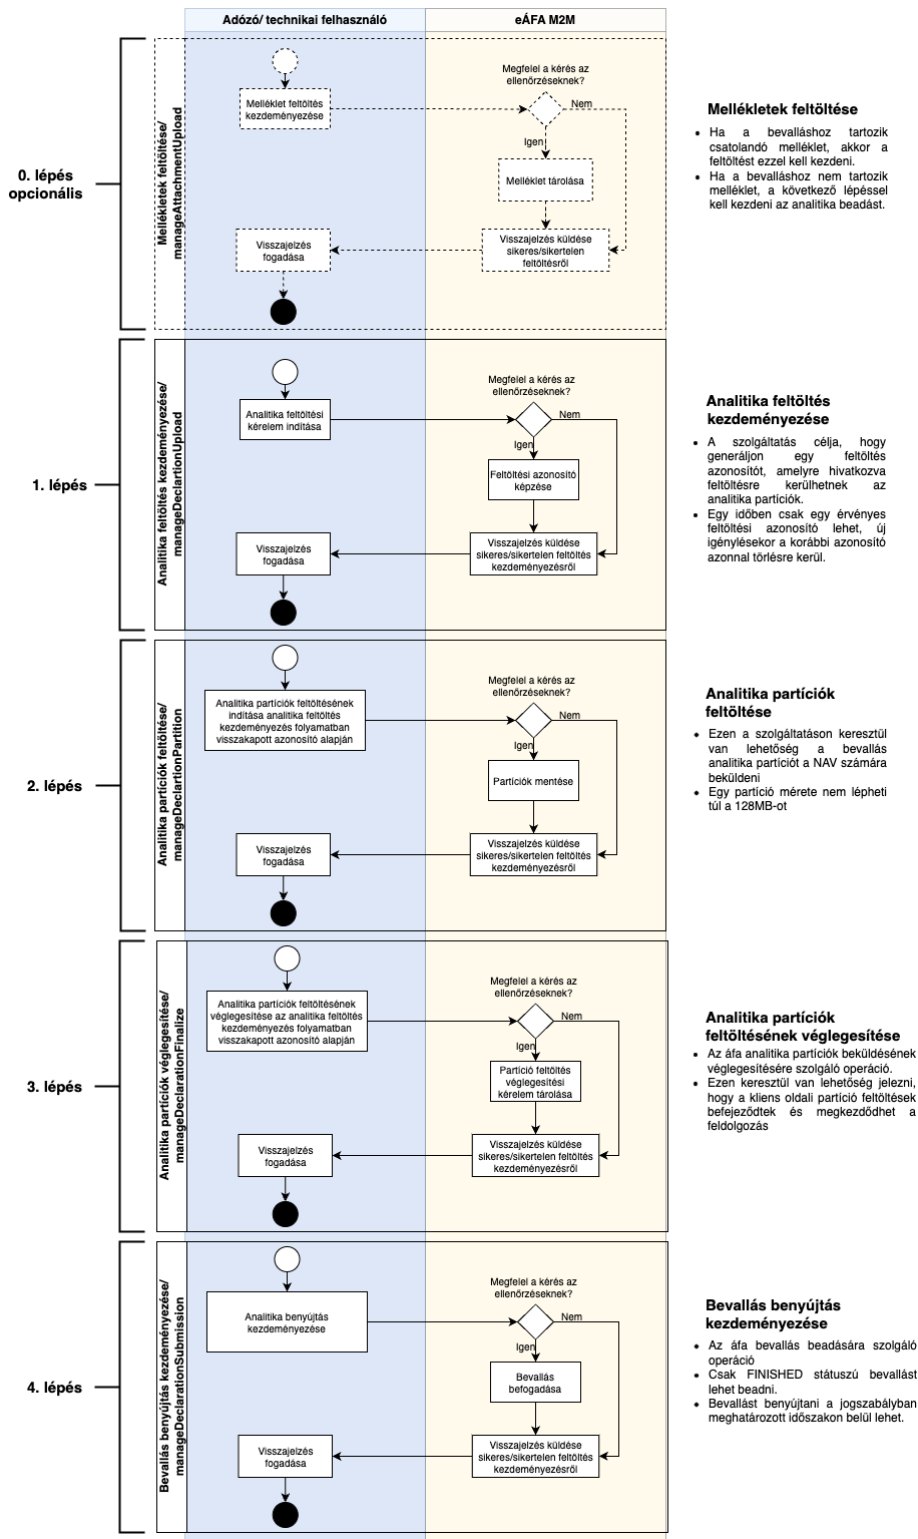 Adózó/ technikai felhasználó
eÁFA M2M
0. lépés
opcionális
Mellékletek feltöltése/
manageAttachmentUpload
Melléklet feltöltés
kezdeményezése
Megfelel a kérés az
ellenőrzéseknek?
Nem
Igen
Melléklet tárolása
Visszajelzés küldése
sikeres/sikertelen
feltöltésről
Visszajelzés
fogadása
Mellékletek feltöltése
• Ha a bevalláshoz tartozik
csatolandó melléklet, akkor a
feltöltést ezzel kell kezdeni.
• Ha a bevalláshoz nem tartozik
melléklet, a következő lépéssel
kell kezdeni az analitika beadást.
1. lépés
Analitika feltöltés kezdeményezése/
manageDeclartionUpload
Analitika feltöltési
kérelem indítása
Megfelel a kérés az
ellenőrzéseknek?
Nem
Igen
Feltöltési azonosító
képzése
Visszajelzés küldése
sikeres/sikertelen feltöltés
kezdeményezésről
Visszajelzés
fogadása
Analitika feltöltés
kezdeményezése
• A szolgáltatás célja, hogy
generáljon egy feltöltés
azonosítót, amelyre hivatkozva
feltöltésre kerülhetnek az
analitika partíciók.
• Egy időben csak egy érvényes
feltöltési azonosító lehet, új
igénylésekor a korábbi azonosító
azonnal törlésre kerül.
2. lépés
Analitika partíciók feltöltése/
manageDeclartionPartition
Analitika partíciók feltöltésének
indítása analitika feltöltés
kezdeményezés folyamatban
visszakapott azonosító alapján
Megfelel a kérés az
ellenőrzéseknek?
Nem
Igen
Partíciók mentése
Visszajelzés küldése
sikeres/sikertelen feltöltés
kezdeményezésről
Visszajelzés
fogadása
Analitika partíciók
feltöltése
• Ezen a szolgáltatáson keresztül
van lehetőség a bevallás
analitika partíciót a NAV számára
beküldeni
• Egy partíció mérete nem lépheti
túl a 128MB-ot
3. lépés
Analitika partíciók véglegesítése/
manageDeclarationFinalize
Analitika partíciók feltöltésének
véglegesítése az analitika feltöltés
kezdeményezés folyamatban
visszakapott azonosító alapján
Megfelel a kérés az
ellenőrzéseknek?
Nem
Igen
Partíció feltöltés
véglegesítési
kérelem tárolása
Visszajelzés küldése
sikeres/sikertelen feltöltés
kezdeményezésről
Visszajelzés
fogadása
Analitika partíciók
feltöltésének véglegesítése
• Az áfa analitika partíciók beküldésének
véglegesítésére szolgáló operáció.
• Ezen keresztül van lehetőség jelezni,
hogy a kliens oldali partíció feltöltések
befejeződtek és megkezdődhet a
feldolgozás
4. lépés
Bevallás benyújtás kezdeményezése/
manageDeclarationSubmission
Analitika benyújtás
kezdeményezése
Megfelel a kérés az
ellenőrzéseknek?
Nem
Igen
Bevallás
befogadása
Visszajelzés küldése
sikeres/sikertelen feltöltés
kezdeményezésről
Visszajelzés
fogadása
Bevallás benyújtás
kezdeményezése
• Az áfa bevallás beadására szolgáló
operáció
• Csak FINISHED státuszú bevallást
lehet beadni.
• Bevallást benyújtani a jogszabályban
meghatározott időszakon belül lehet.